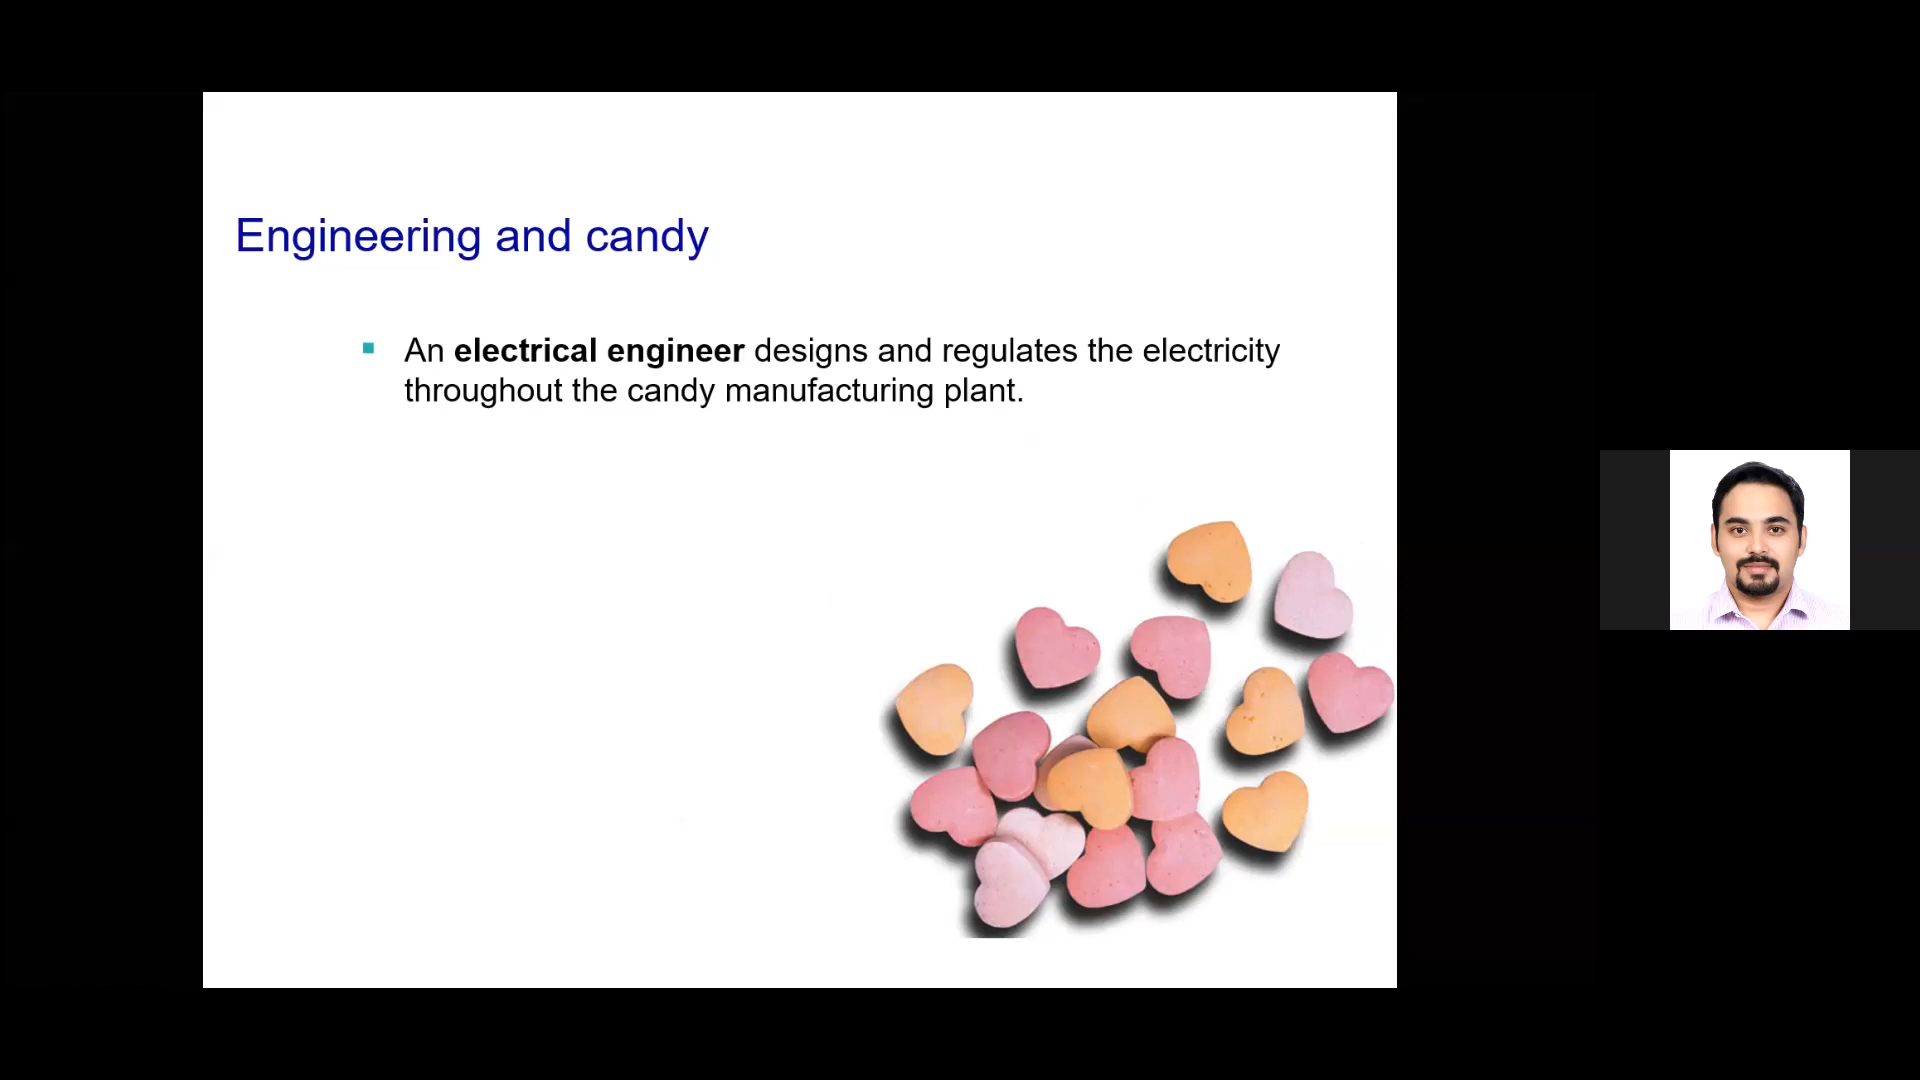 Engineering and candy
An electrical engineer designs and regulates the electricity
throughout the candy manufacturing plant.